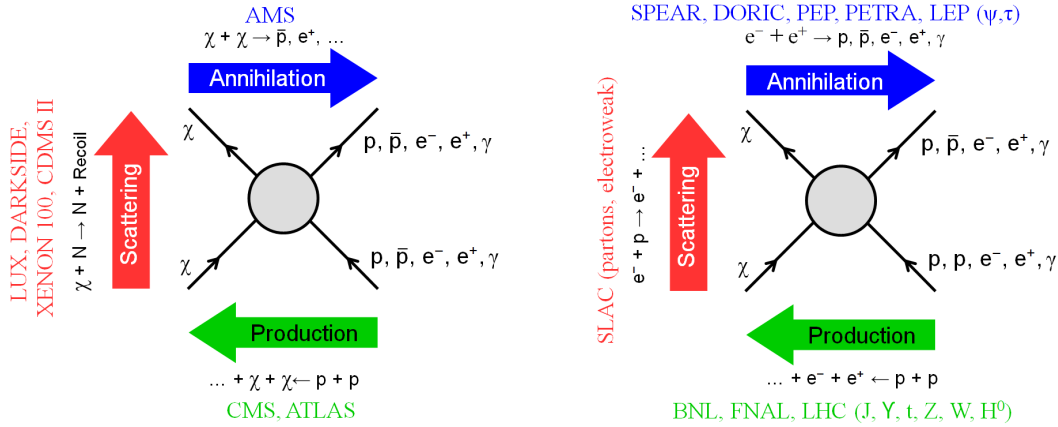 AMS
χ + χ → p̄, e⁺, ...
Annihilation
LUX, DARKSIDE,
XENON 100, CDMS II
χ + N → N + Recoil
Scattering
χ
p, p̄, e⁻, e⁺, γ
χ
p, p̄, e⁻, e⁺, γ
Production
... + χ + χ ← p + p
CMS, ATLAS
SPEAR, DORIC, PEP, PETRA, LEP (ψ,τ)
e⁻ + e⁺ → p, p̄, e⁻, e⁺, γ
Annihilation
SLAC (partons, electroweak)
e⁻ + p → e⁻ + ...
Scattering
χ
p, p̄, e⁻, e⁺, γ
χ
p, p, e⁻, e⁺, γ
Production
... + e⁻ + e⁺ ← p + p
BNL, FNAL, LHC (J, ϒ, t, Z, W, H⁰)